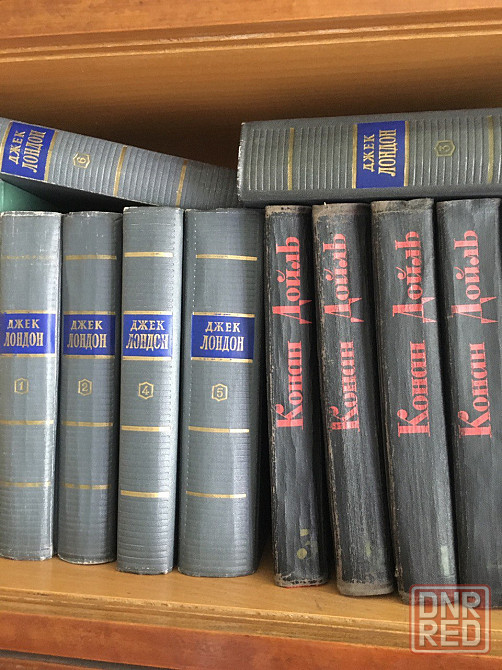 ДЖЕК
ЛОНДОН
6
ДЖЕК
ЛОНДОН
3
ДЖЕК
ЛОНДОН
1
ДЖЕК
ЛОНДОН
2
ДЖЕК
ЛОНДОН
4
ДЖЕК
ЛОНДОН
5
Конан Дойль
Конан Дойль
Конан Дойль
Конан Дойль
DNR
RED